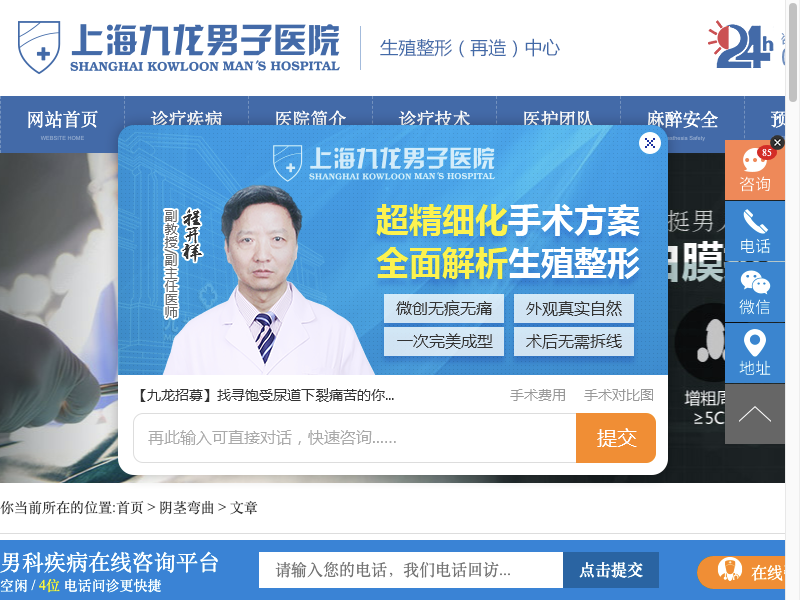 上海九龙男子医院
SHANGHAI KOWLOON MAN'S HOSPITAL
生殖整形（再造）中心
24h
网站首页 诊疗疾病 医院简介 诊疗技术 医护团队 麻醉安全 预
WEBSITE HOME
上海九龙男子医院
SHANGHAI KOWLOON MAN'S HOSPITAL
程开祥
副教授/副主任医师
超精细化手术方案
全面解析生殖整形
微创无痕无痛 外观真实自然
一次完美成型 术后无需拆线
【九龙招募】找寻饱受尿道下裂痛苦的你... 手术费用 手术对比图
再此输入可直接对话，快速咨询...... 提交
挺男
膜
增粗
≥5C
85
咨询
电话
微信
地址
你当前所在的位置:首页 > 阴茎弯曲 > 文章
男科疾病在线咨询平台
空闲 / 4位 电话问诊更快捷
请输入您的电话，我们电话回访... 点击提交
在线